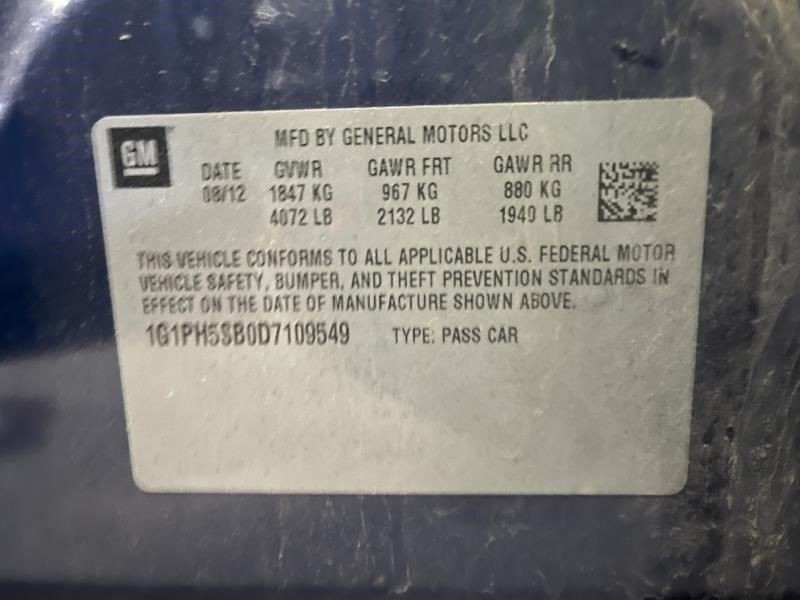 GM
MFD BY GENERAL MOTORS LLC
DATE GVWR GAWR FRT GAWR RR
08/12 1847 KG 967 KG 880 KG
4072 LB 2132 LB 1940 LB
THIS VEHICLE CONFORMS TO ALL APPLICABLE U.S. FEDERAL MOTOR
VEHICLE SAFETY, BUMPER, AND THEFT PREVENTION STANDARDS IN
EFFECT ON THE DATE OF MANUFACTURE SHOWN ABOVE.
1G1PH5SB0D7109549 TYPE: PASS CAR